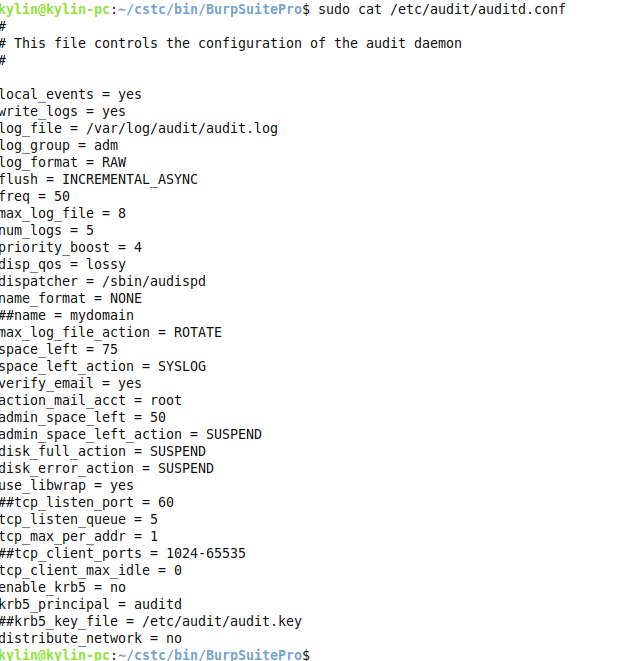 kylin@kylin-pc:~/cstc/bin/BurpSuitePro$ sudo cat /etc/audit/auditd.conf
#
# This file controls the configuration of the audit daemon
#
local_events = yes
write_logs = yes
log_file = /var/log/audit/audit.log
log_group = adm
log_format = RAW
flush = INCREMENTAL_ASYNC
freq = 50
max_log_file = 8
num_logs = 5
priority_boost = 4
disp_qos = lossy
dispatcher = /sbin/audispd
name_format = NONE
##name = mydomain
max_log_file_action = ROTATE
space_left = 75
space_left_action = SYSLOG
verify_email = yes
action_mail_acct = root
admin_space_left = 50
admin_space_left_action = SUSPEND
disk_full_action = SUSPEND
disk_error_action = SUSPEND
use_libwrap = yes
##tcp_listen_port = 60
tcp_listen_queue = 5
tcp_max_per_addr = 1
##tcp_client_ports = 1024-65535
tcp_client_max_idle = 0
enable_krb5 = no
krb5_principal = auditd
##krb5_key_file = /etc/audit/audit.key
distribute_network = no
kylin@kylin-pc:~/cstc/bin/BurpSuitePro$